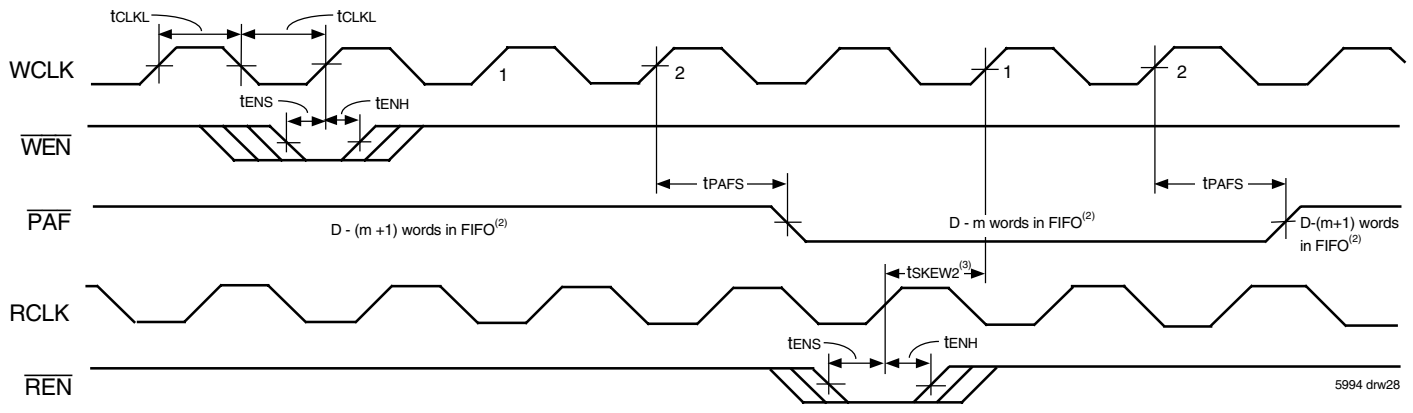 tCLKL tCLKL
WCLK 1 2 1 2
tENS tENH
WEN
tPAFS tPAFS
PAF
D - (m +1) words in FIFO(2) D - m words in FIFO(2) D-(m+1) words
in FIFO(2)
tSKEW2(3)
RCLK
tENS tENH
REN
5994 drw28